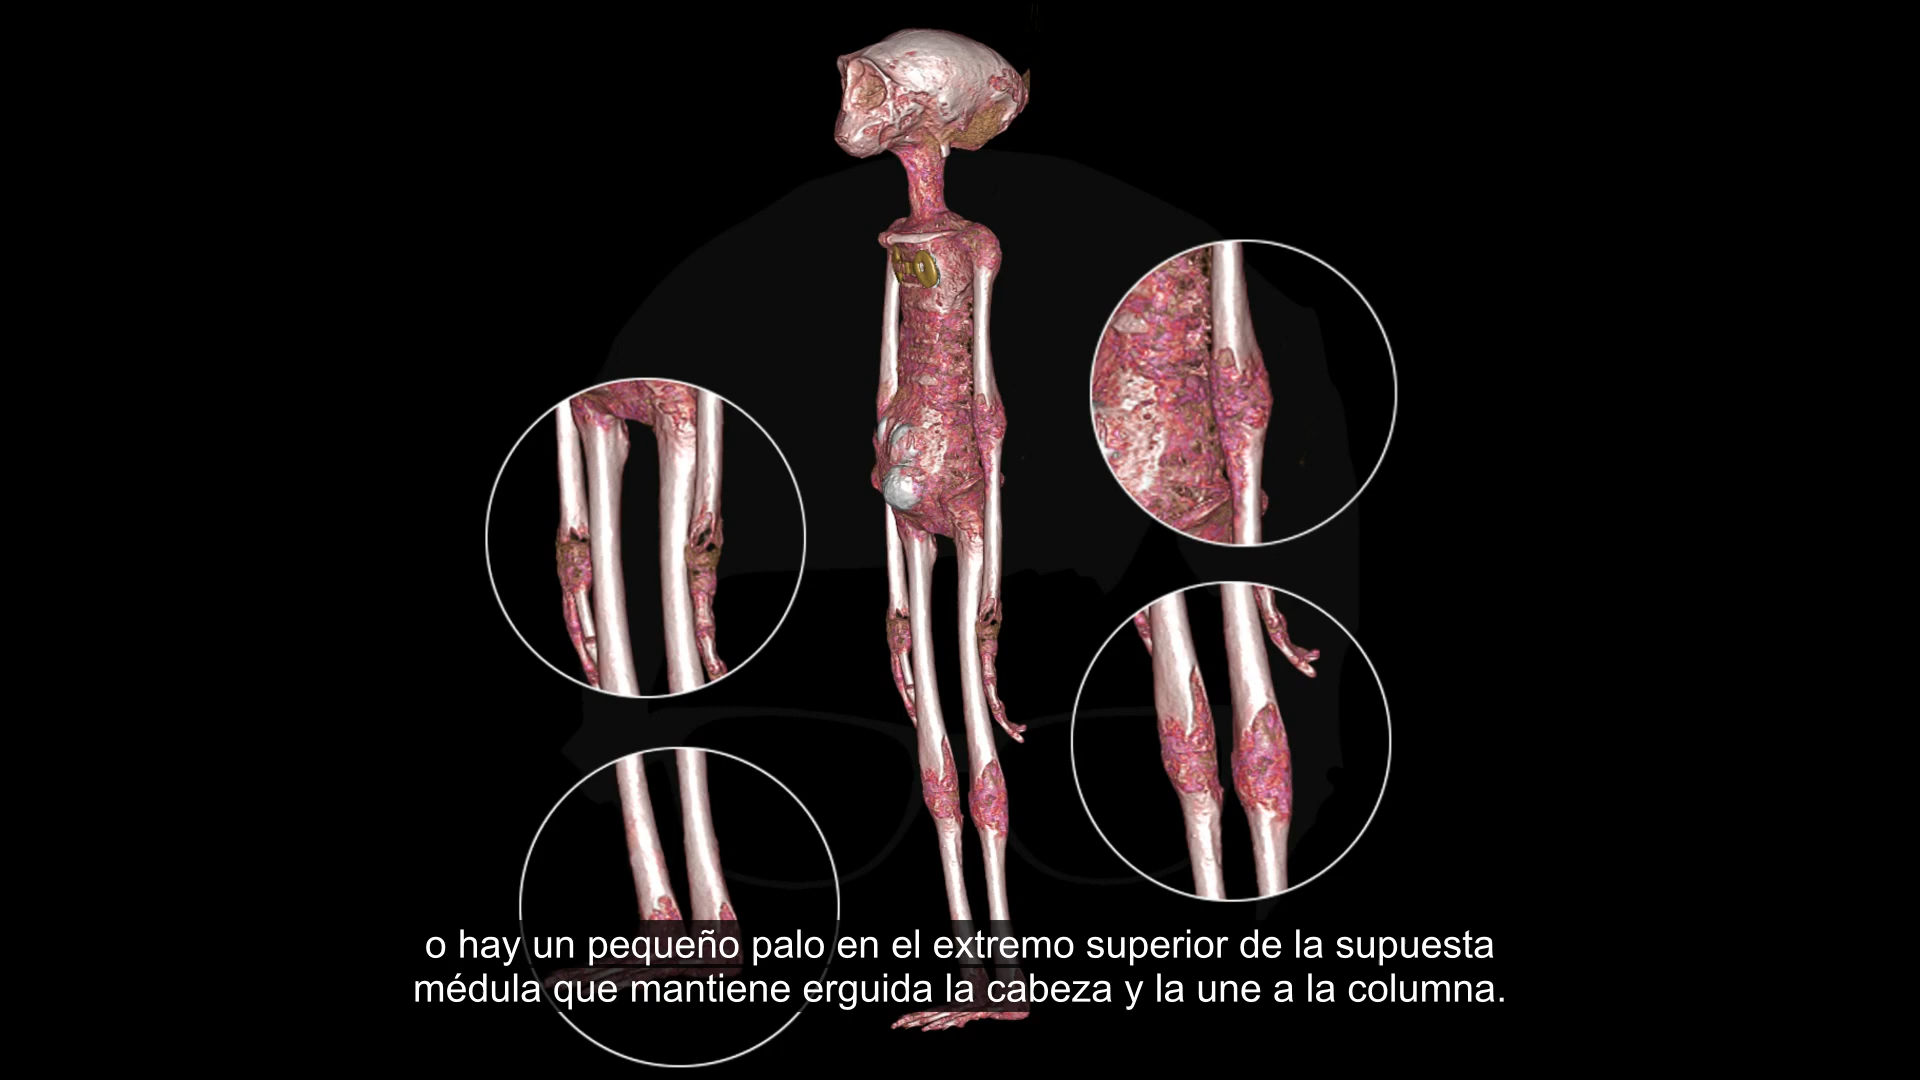 o hay un pequeño palo en el extremo superior de la supuesta
médula que mantiene erguida la cabeza y la une a la columna.